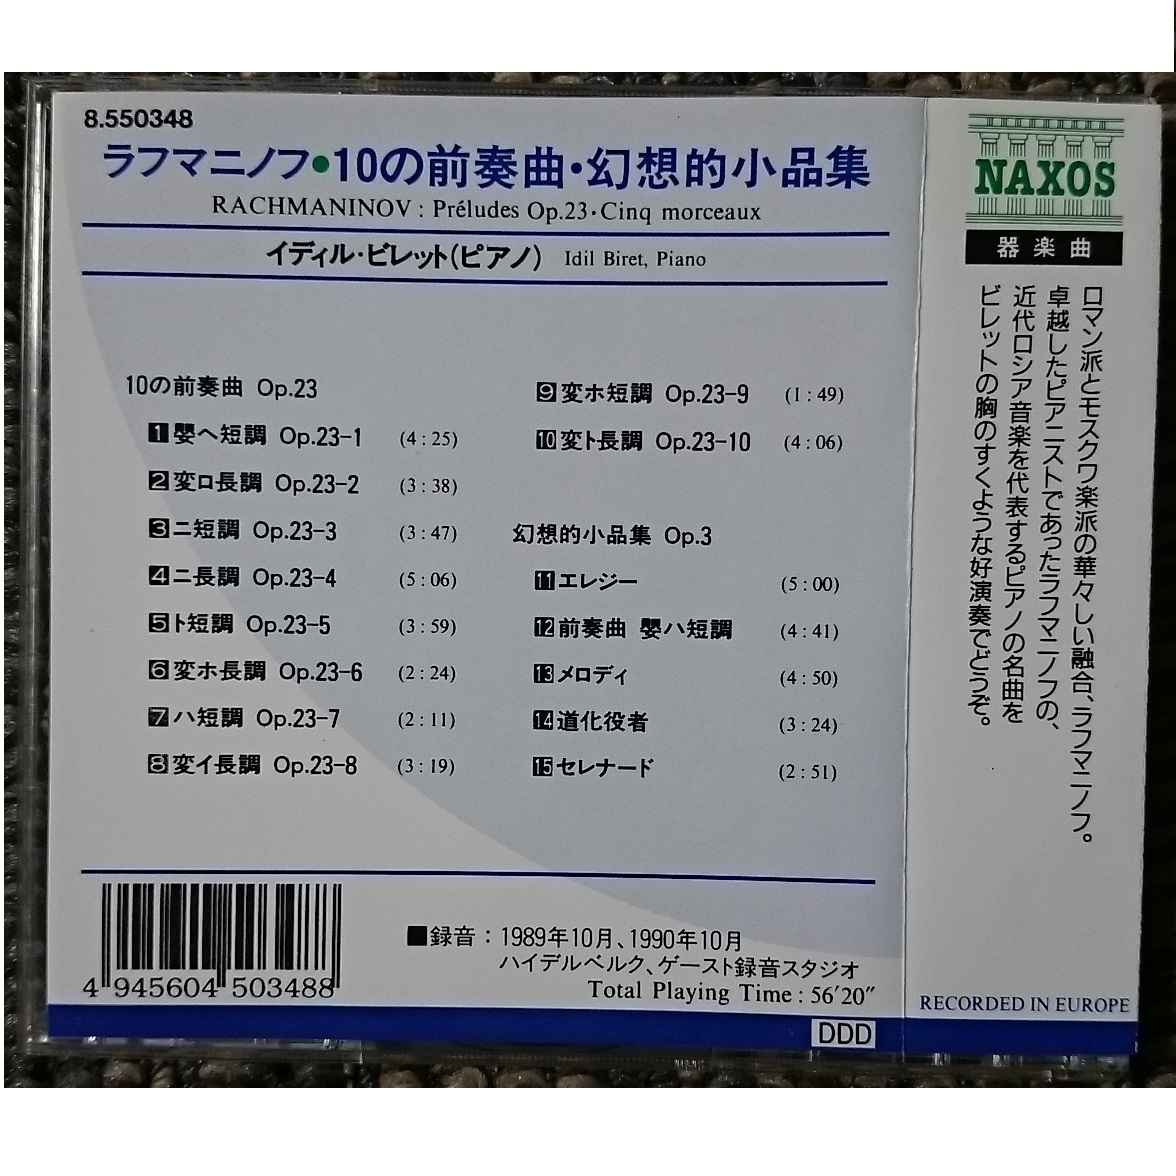 8.550348
ラフマニノフ●10の前奏曲・幻想的小品集
RACHMANINOV : Préludes Op.23・Cinq morceaux
イディル・ビレット(ピアノ) Idil Biret, Piano
10の前奏曲 Op.23
1 嬰ヘ短調 Op.23-1 (4 : 25)
2 変ロ長調 Op.23-2 (3 : 38)
3 ニ短調 Op.23-3 (3 : 47)
4 ニ長調 Op.23-4 (5 : 06)
5 ト短調 Op.23-5 (3 : 59)
6 変ホ長調 Op.23-6 (2 : 24)
7 ハ短調 Op.23-7 (2 : 11)
8 変イ長調 Op.23-8 (3 : 19)
9 変ホ短調 Op.23-9 (1 : 49)
10 変ト長調 Op.23-10 (4 : 06)
幻想的小品集 Op.3
11 エレジー (5 : 00)
12 前奏曲 嬰ハ短調 (4 : 41)
13 メロディ (4 : 50)
14 道化役者 (3 : 24)
15 セレナード (2 : 51)
4 945604 503488
■録音：1989年10月、1990年10月
ハイデルベルク、ゲースト録音スタジオ
Total Playing Time : 56′20″
DDD
NAXOS
器楽曲
ロマン派とモスクワ楽派の華々しい融合、ラフマニノフ。
卓越したピアニストであったラフマニノフの、
近代ロシア音楽を代表するピアノの名曲を
ビレットの胸のすくような好演奏でどうぞ。
RECORDED IN EUROPE